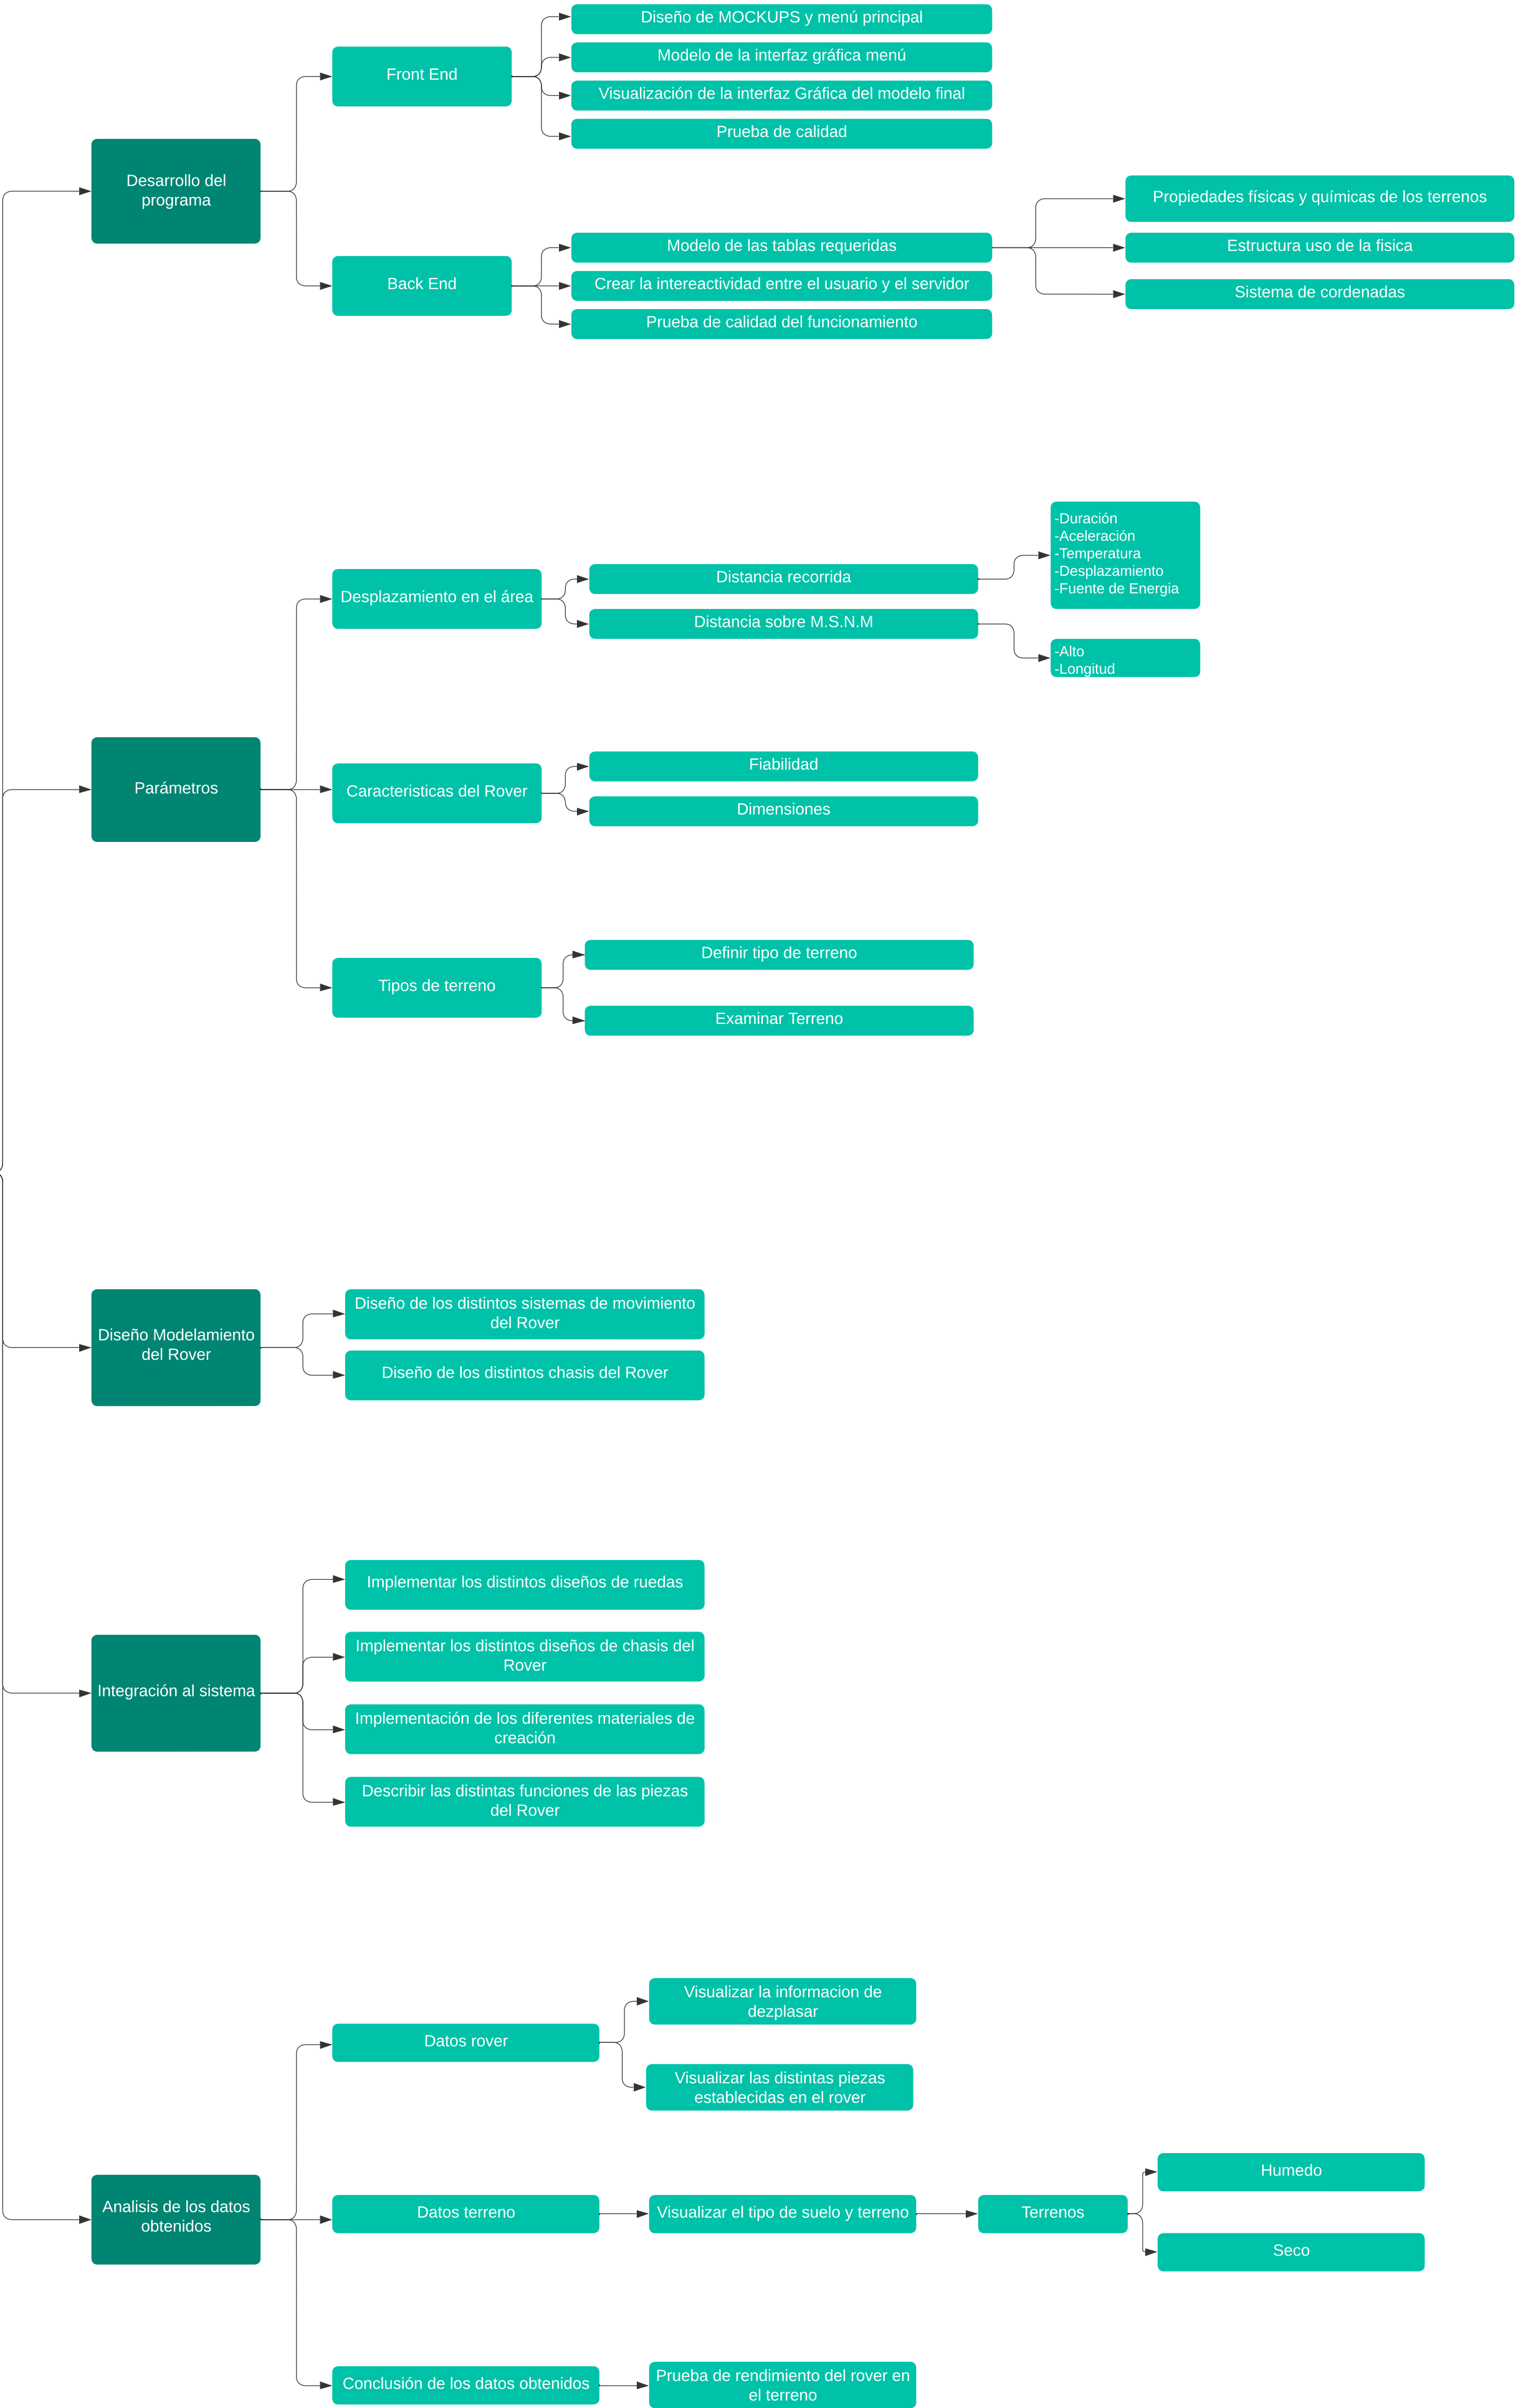 Diseño de MOCKUPS y menú principal
Front End
Modelo de la interfaz gráfica menú
Visualización de la interfaz Gráfica del modelo final
Prueba de calidad
Desarrollo del
programa
Propiedades físicas y químicas de los terrenos
Back End
Modelo de las tablas requeridas
Estructura uso de la fisica
Crear la intereactividad entre el usuario y el servidor
Sistema de cordenadas
Prueba de calidad del funcionamiento
Desplazamiento en el área
Distancia recorrida
-Duración
-Aceleración
-Temperatura
-Desplazamiento
-Fuente de Energia
Distancia sobre M.S.N.M
-Alto
-Longitud
Parámetros
Caracteristicas del Rover
Fiabilidad
Dimensiones
Tipos de terreno
Definir tipo de terreno
Examinar Terreno
Diseño Modelamiento
del Rover
Diseño de los distintos sistemas de movimiento
del Rover
Diseño de los distintos chasis del Rover
Integración al sistema
Implementar los distintos diseños de ruedas
Implementar los distintos diseños de chasis del
Rover
Implementación de los diferentes materiales de
creación
Describir las distintas funciones de las piezas
del Rover
Analisis de los datos
obtenidos
Datos rover
Visualizar la informacion de
dezplasar
Visualizar las distintas piezas
establecidas en el rover
Datos terreno
Visualizar el tipo de suelo y terreno
Terrenos
Humedo
Seco
Conclusión de los datos obtenidos
Prueba de rendimiento del rover en
el terreno